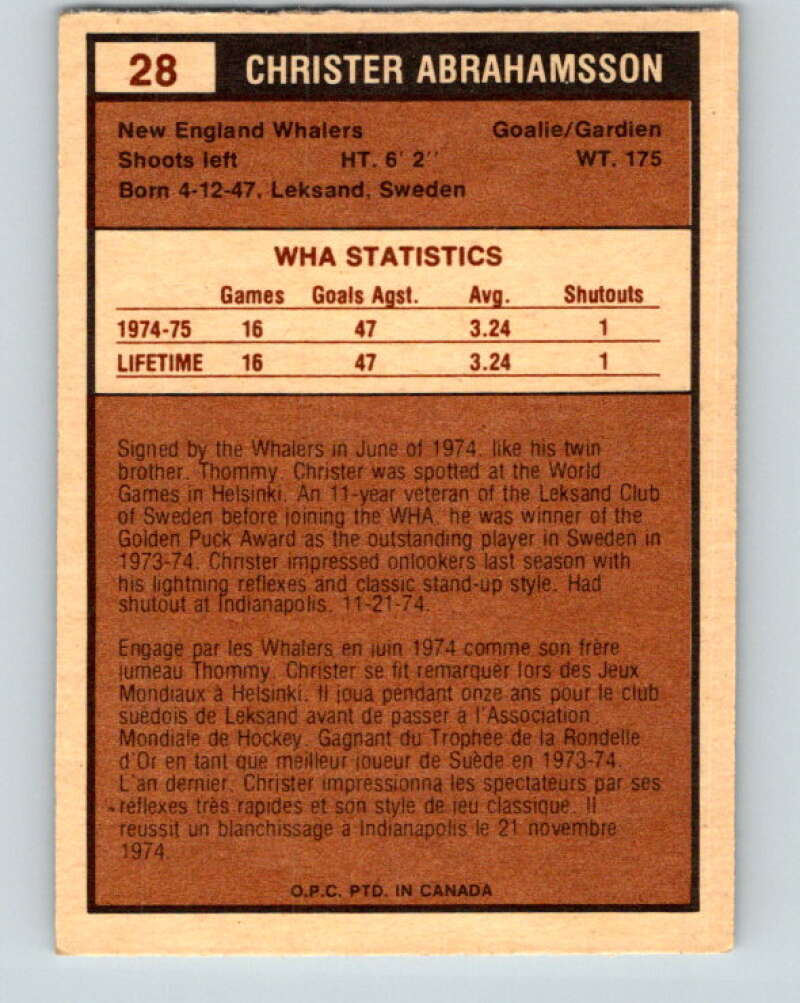 28 CHRISTER ABRAHAMSSON
New England Whalers Goalie/Gardien
Shoots left HT. 6' 2'' WT. 175
Born 4-12-47, Leksand, Sweden
WHA STATISTICS
Games Goals Agst. Avg. Shutouts
1974-75 16 47 3.24 1
LIFETIME 16 47 3.24 1
Signed by the Whalers in June of 1974, like his twin
brother, Thommy, Christer was spotted at the World
Games in Helsinki. An 11-year veteran of the Leksand Club
of Sweden before joining the WHA, he was winner of the
Golden Puck Award as the outstanding player in Sweden in
1973-74. Christer impressed onlookers last season with
his lightning reflexes and classic stand-up style. Had
shutout at Indianapolis, 11-21-74.
Engage par les Whalers en juin 1974 comme son frère
jumeau Thommy, Christer se fit remarquer lors des Jeux
Mondiaux à Helsinki. Il joua pendant onze ans pour le club
suédois de Leksand avant de passer à l'Association
Mondiale de Hockey. Gagnant du Trophee de la Rondelle
d'Or en tant que meilleur joueur de Suède en 1973-74.
L'an dernier, Christer impressionna les spectateurs par ses
réflexes très rapides et son style de jeu classique. Il
reussit un blanchissage à Indianapolis le 21 novembre
1974.
O.P.C. PTD. IN CANADA